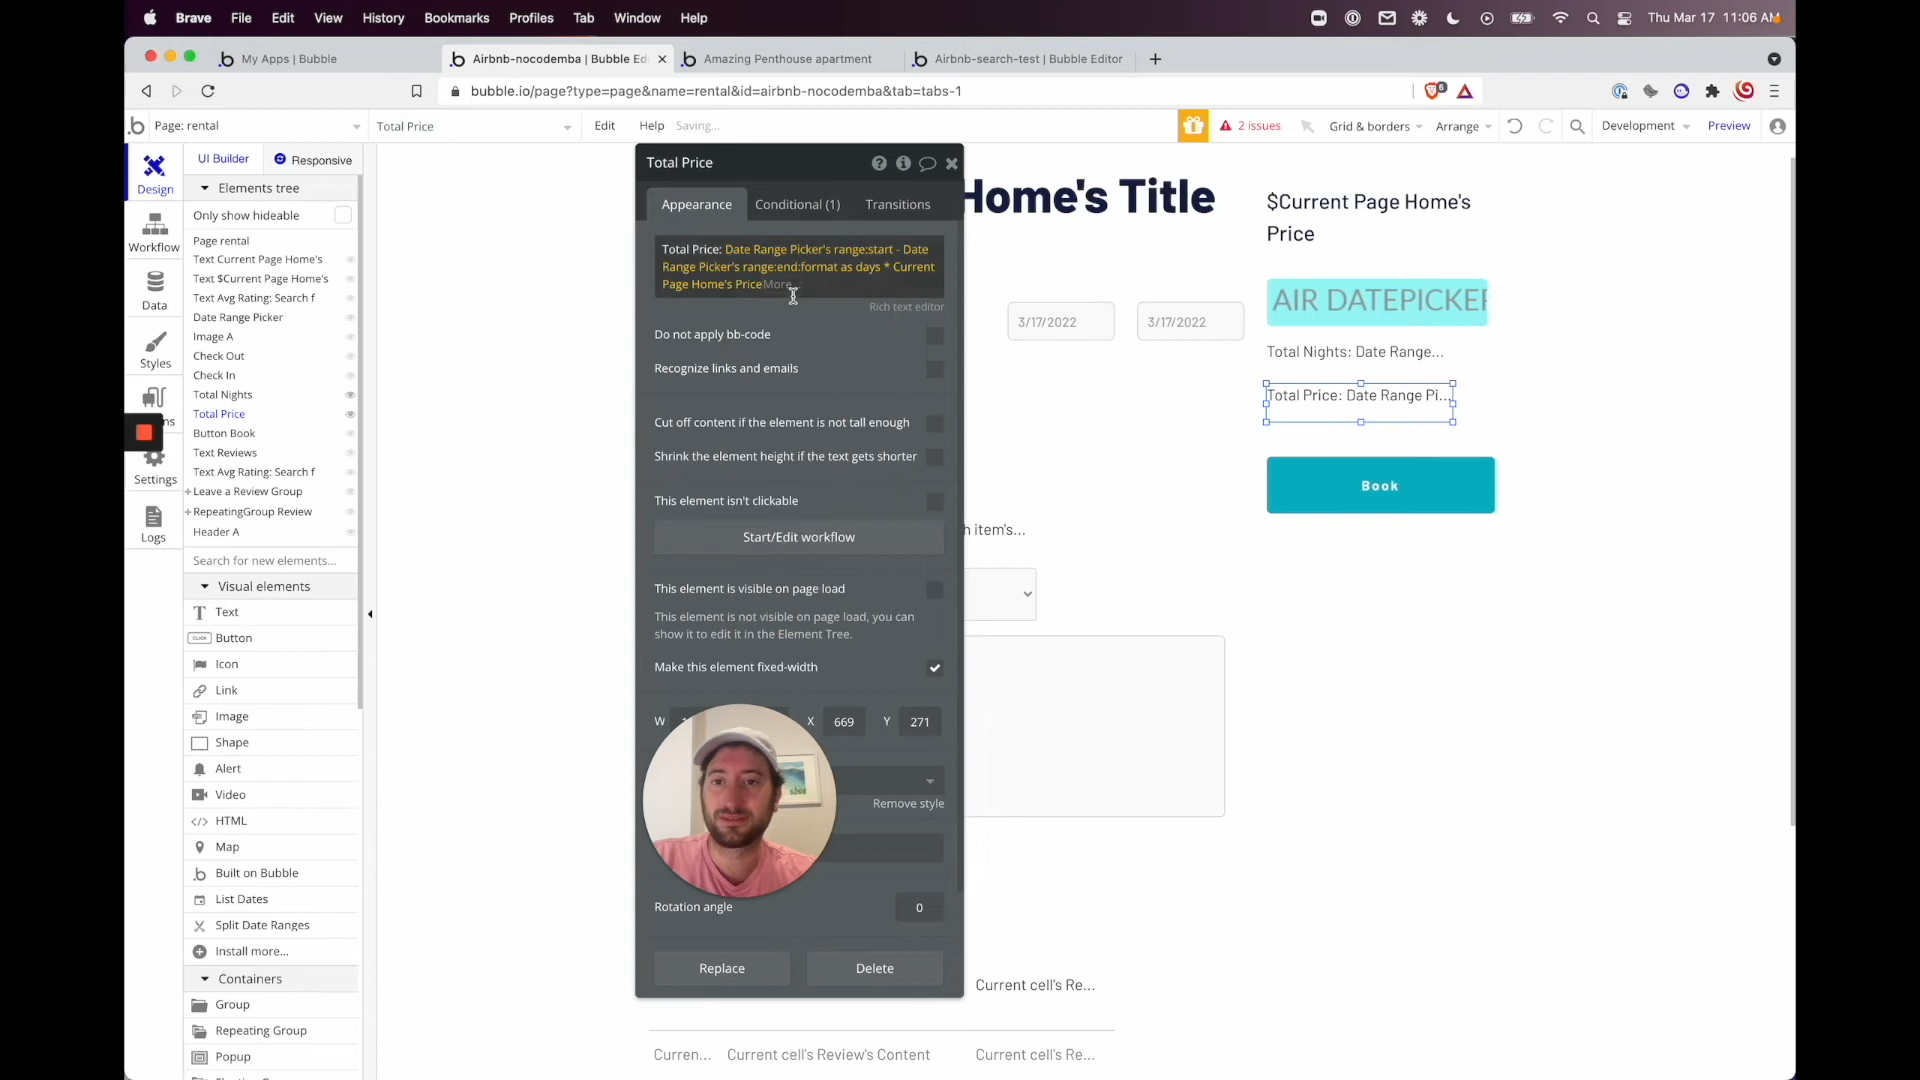 Brave File Edit View History Bookmarks Profiles Tab Window Help Thu Mar 17 11:06 AM
My Apps | Bubble
Airbnb-nocodemba | Bubble Ed
Amazing Penthouse apartment
Airbnb-search-test | Bubble Editor
bubble.io/page?type=page&name=rental&id=airbnb-nocodemba&tab=tabs-1
Page: rental
Total Price
Edit Help Saving...
2 issues
Grid & borders
Arrange
Development
Preview
Design
Workflow
Data
Styles
Settings
Logs
UI Builder
Responsive
Elements tree
Only show hideable
Page rental
Text Current Page Home's
Text $Current Page Home's
Text Avg Rating: Search f
Date Range Picker
Image A
Check Out
Check In
Total Nights
Total Price
Button Book
Text Reviews
Text Avg Rating: Search f
Leave a Review Group
RepeatingGroup Review
Header A
Search for new elements...
Visual elements
Text
CLICK Button
Icon
Link
Image
Shape
Alert
Video
HTML
Map
Built on Bubble
List Dates
Split Date Ranges
Install more...
Containers
Group
Repeating Group
Popup
Total Price
Appearance
Conditional (1)
Transitions
Total Price: Date Range Picker's range:start - Date
Range Picker's range:end:format as days * Current
Page Home's PriceMore...
Rich text editor
Do not apply bb-code
Recognize links and emails
Cut off content if the element is not tall enough
Shrink the element height if the text gets shorter
This element isn't clickable
Start/Edit workflow
This element is visible on page load
This element is not visible on page load, you can
show it to edit it in the Element Tree.
Make this element fixed-width
W X 669 Y 271
Remove style
Rotation angle 0
Replace
Delete
Home's Title
$Current Page Home's
Price
3/17/2022
3/17/2022
AIR DATEPICKER
Total Nights: Date Range...
Total Price: Date Range Pi...
Book
h item's...
Current cell's Re...
Curren... Current cell's Review's Content Current cell's Re...